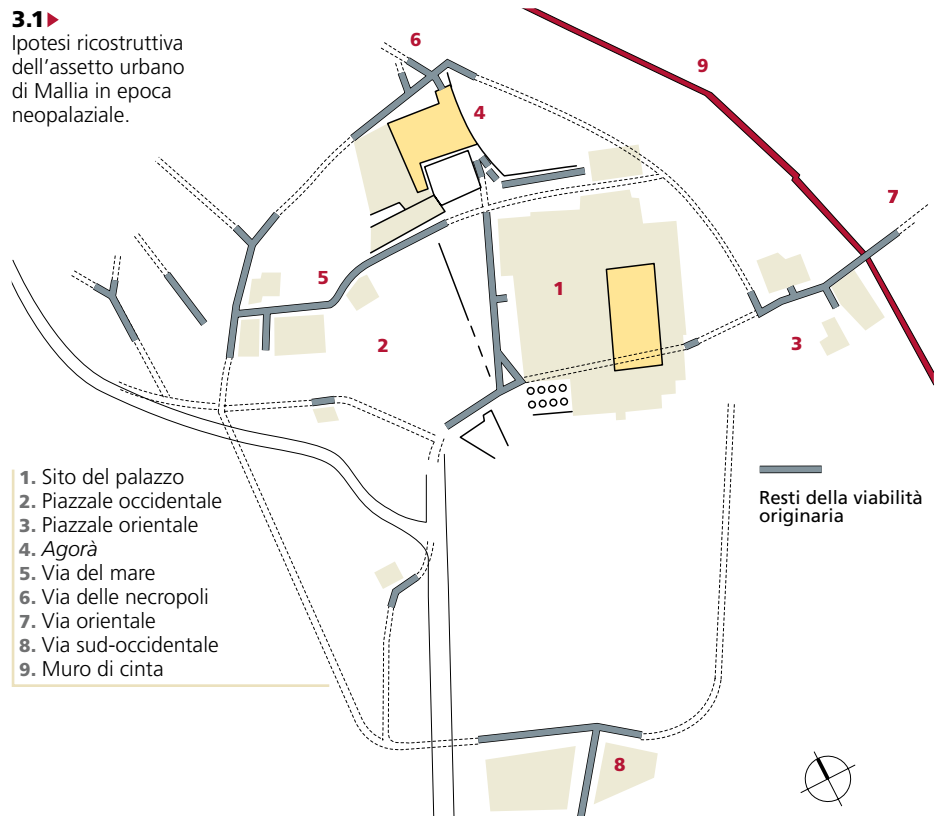 3.1▶
Ipotesi ricostruttiva
dell'assetto urbano
di Mallia in epoca
neopalaziale.
6
9
4
7
5
1
2
3
1. Sito del palazzo
2. Piazzale occidentale
3. Piazzale orientale
4. Agorà
5. Via del mare
6. Via delle necropoli
7. Via orientale
8. Via sud-occidentale
9. Muro di cinta
Resti della viabilità
originaria
8